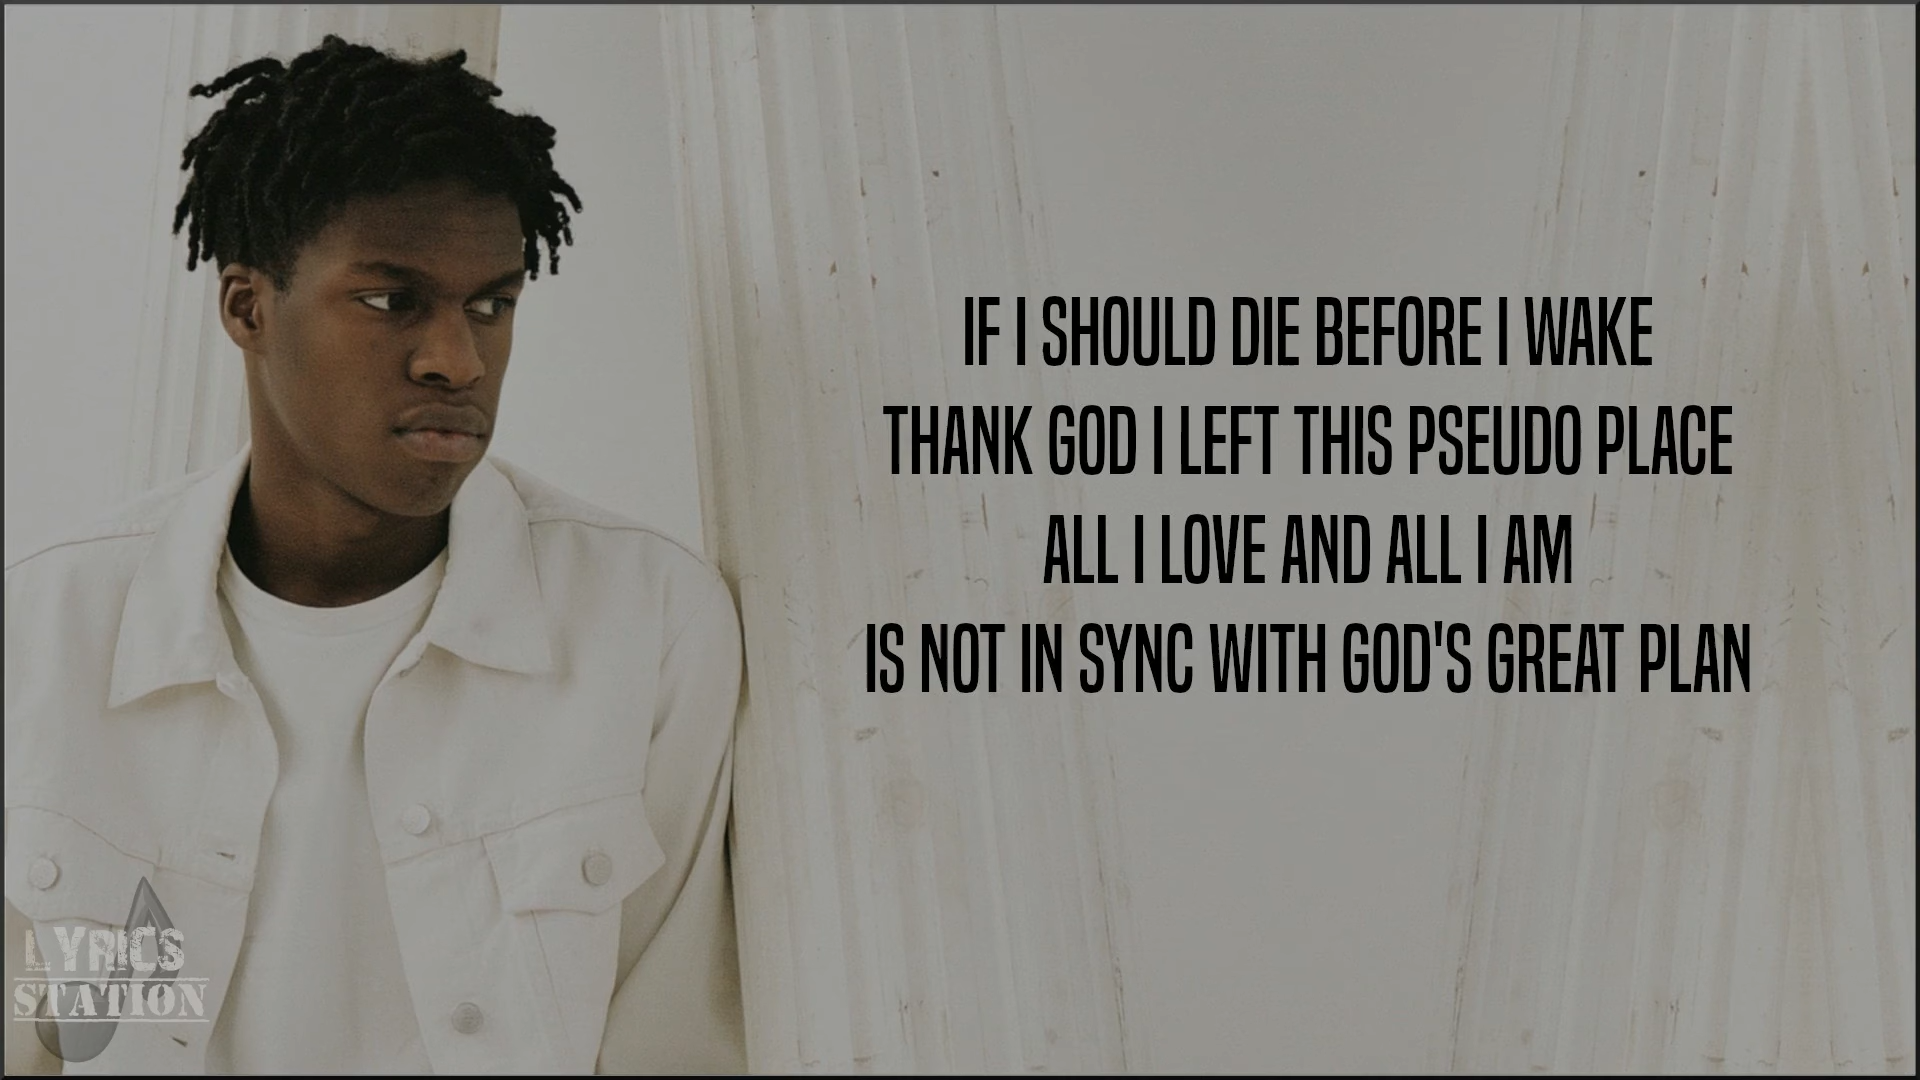 IF I SHOULD DIE BEFORE I WAKE
THANK GOD I LEFT THIS PSEUDO PLACE
ALL I LOVE AND ALL I AM
IS NOT IN SYNC WITH GOD'S GREAT PLAN
LYRICS
STATION